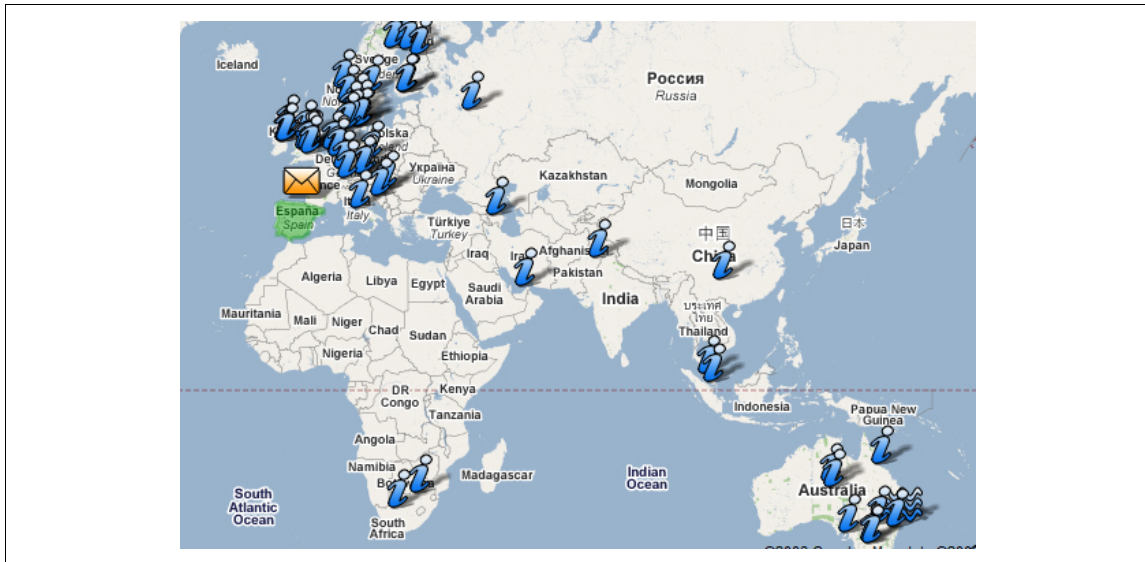 Iceland
Sverige
Россия
Russia
Polska
Україна
Ukraine
Kazakhstan
Mongolia
España
Spain
Italy
Türkiye
Turkey
中国
China
日本
Japan
Iraq
Afghanistan
Pakistan
Algeria
Libya
Egypt
Saudi
Arabia
India
Mauritania
Mali
Niger
Chad
Sudan
ประเทศ
ไทย
Thailand
Nigeria
Ethiopia
DR
Congo
Kenya
Tanzania
Indonesia
Papua New
Guinea
Angola
Namibia
Madagascar
Indian
Ocean
Australia
South
Atlantic
Ocean
South
Africa